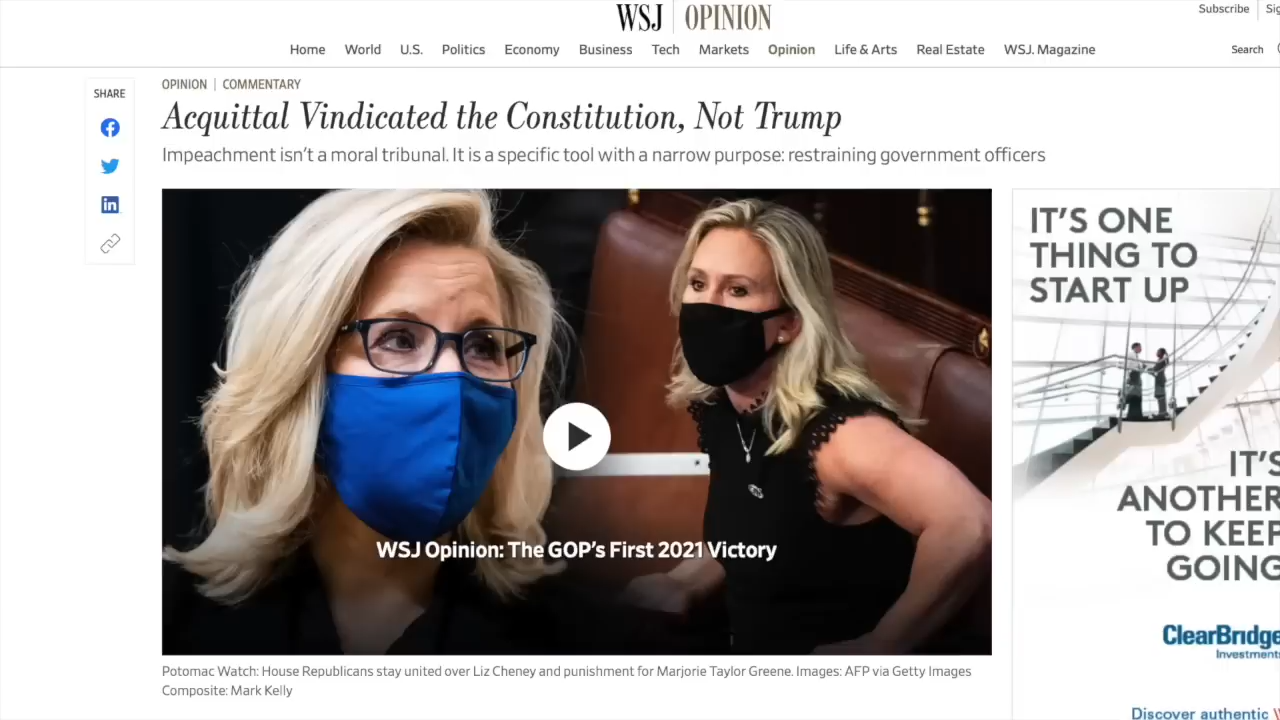 WSJ OPINION
Subscribe
Home World U.S. Politics Economy Business Tech Markets Opinion Life & Arts Real Estate WSJ. Magazine
Search
SHARE
OPINION | COMMENTARY
Acquittal Vindicated the Constitution, Not Trump
Impeachment isn't a moral tribunal. It is a specific tool with a narrow purpose: restraining government officers
in
WSJ Opinion: The GOP's First 2021 Victory
Potomac Watch: House Republicans stay united over Liz Cheney and punishment for Marjorie Taylor Greene. Images: AFP via Getty Images
Composite: Mark Kelly
IT'S ONE
THING TO
START UP
IT'S
ANOTHER
TO KEEP
GOING
ClearBridge
Investments
Discover authentic